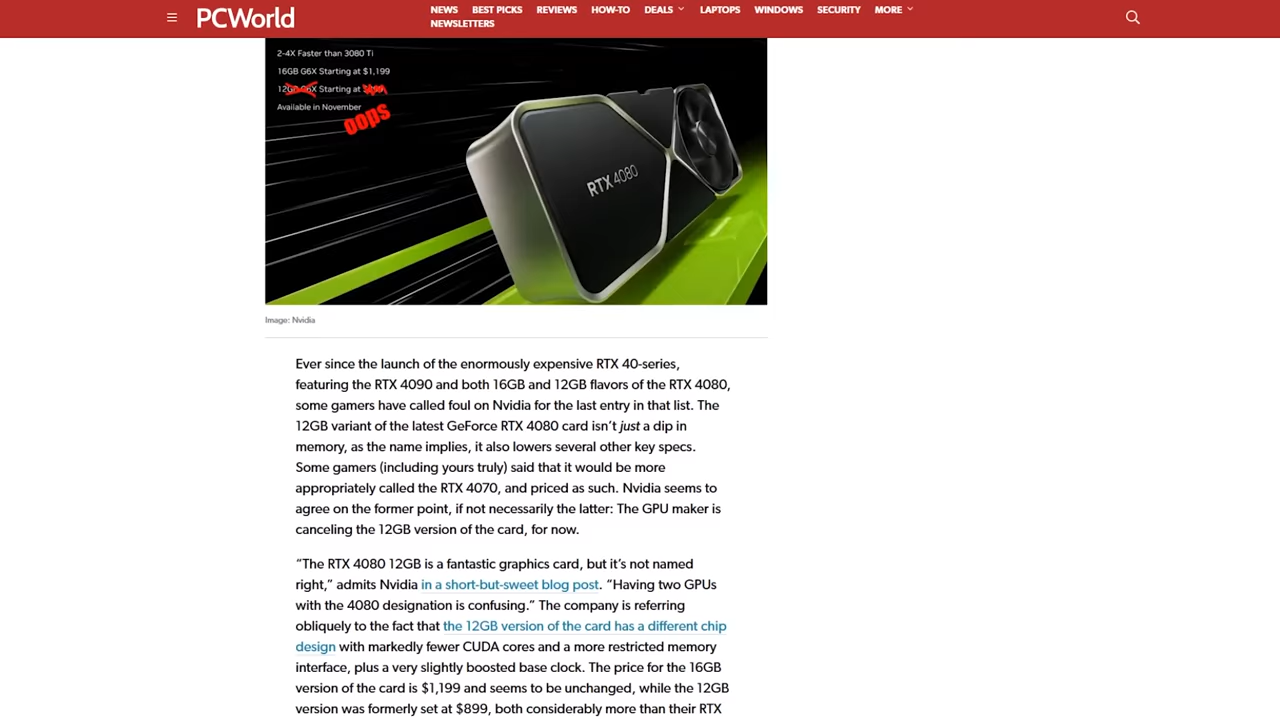 PCWorld
NEWS BEST PICKS REVIEWS HOW-TO DEALS LAPTOPS WINDOWS SECURITY MORE
NEWSLETTERS
2-4X Faster than 3080 Ti
16GB G6X Starting at $1,199
12GB G6X Starting at
Available in November
oops
RTX 4080
Image: Nvidia
Ever since the launch of the enormously expensive RTX 40-series,
featuring the RTX 4090 and both 16GB and 12GB flavors of the RTX 4080,
some gamers have called foul on Nvidia for the last entry in that list. The
12GB variant of the latest GeForce RTX 4080 card isn’t just a dip in
memory, as the name implies, it also lowers several other key specs.
Some gamers (including yours truly) said that it would be more
appropriately called the RTX 4070, and priced as such. Nvidia seems to
agree on the former point, if not necessarily the latter: The GPU maker is
canceling the 12GB version of the card, for now.
“The RTX 4080 12GB is a fantastic graphics card, but it’s not named
right,” admits Nvidia in a short-but-sweet blog post. “Having two GPUs
with the 4080 designation is confusing.” The company is referring
obliquely to the fact that the 12GB version of the card has a different chip
design with markedly fewer CUDA cores and a more restricted memory
interface, plus a very slightly boosted base clock. The price for the 16GB
version of the card is $1,199 and seems to be unchanged, while the 12GB
version was formerly set at $899, both considerably more than their RTX